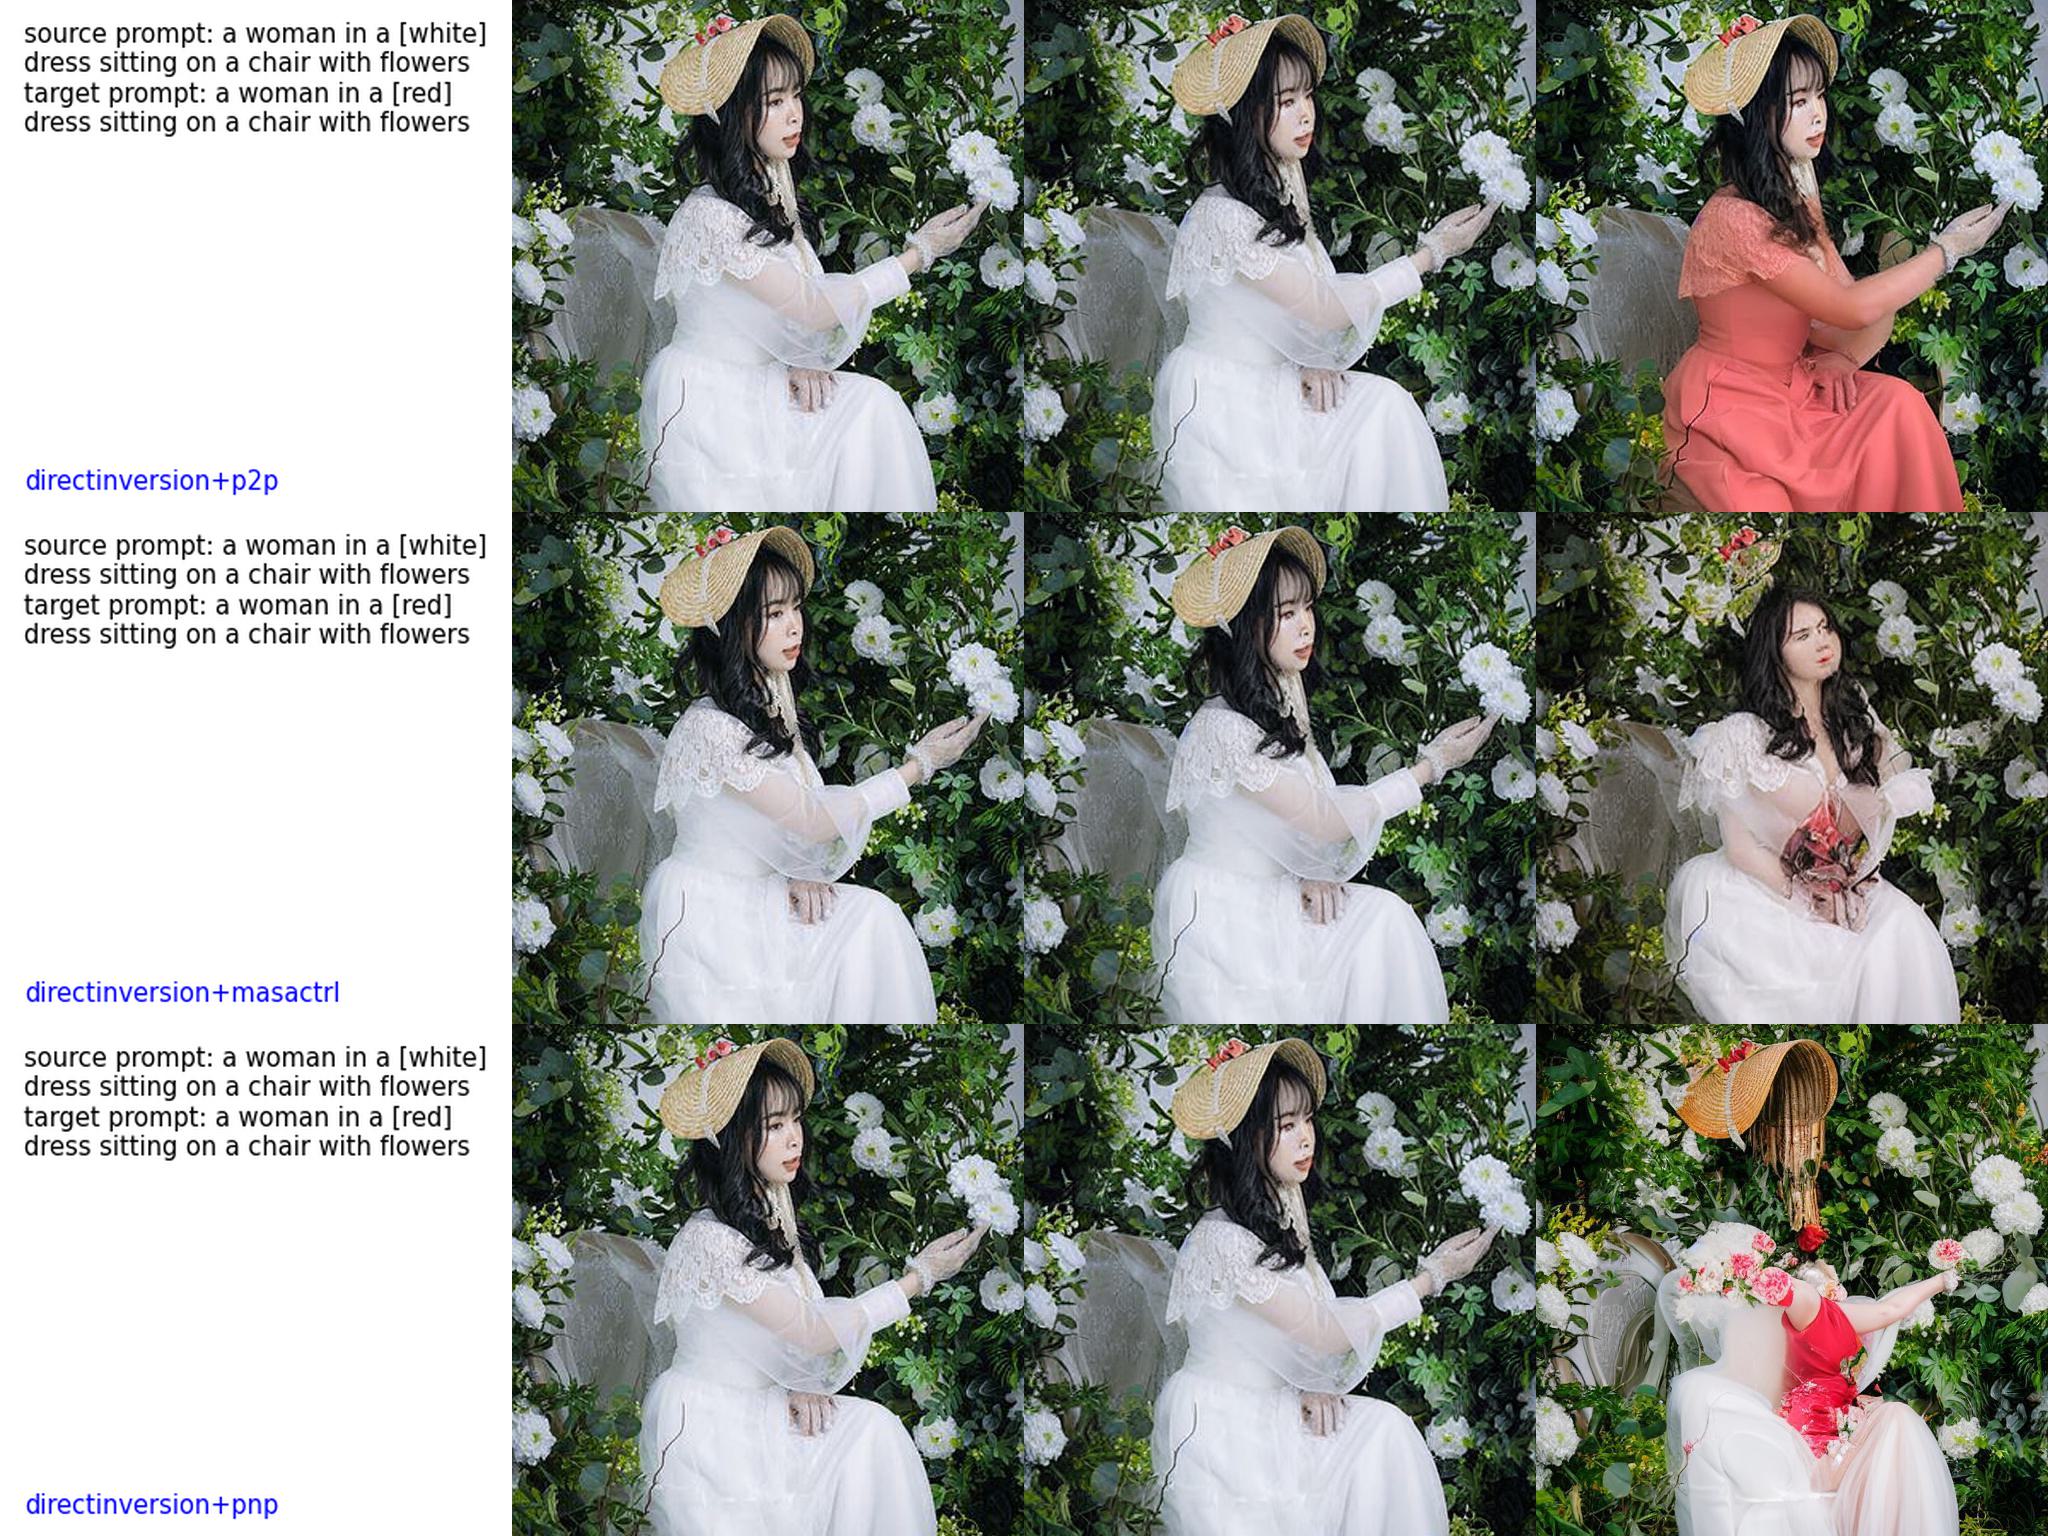 source prompt: a woman in a [white]
dress sitting on a chair with flowers
target prompt: a woman in a [red]
dress sitting on a chair with flowers
directinversion+p2p
source prompt: a woman in a [white]
dress sitting on a chair with flowers
target prompt: a woman in a [red]
dress sitting on a chair with flowers
directinversion+masactrl
source prompt: a woman in a [white]
dress sitting on a chair with flowers
target prompt: a woman in a [red]
dress sitting on a chair with flowers
directinversion+pnp